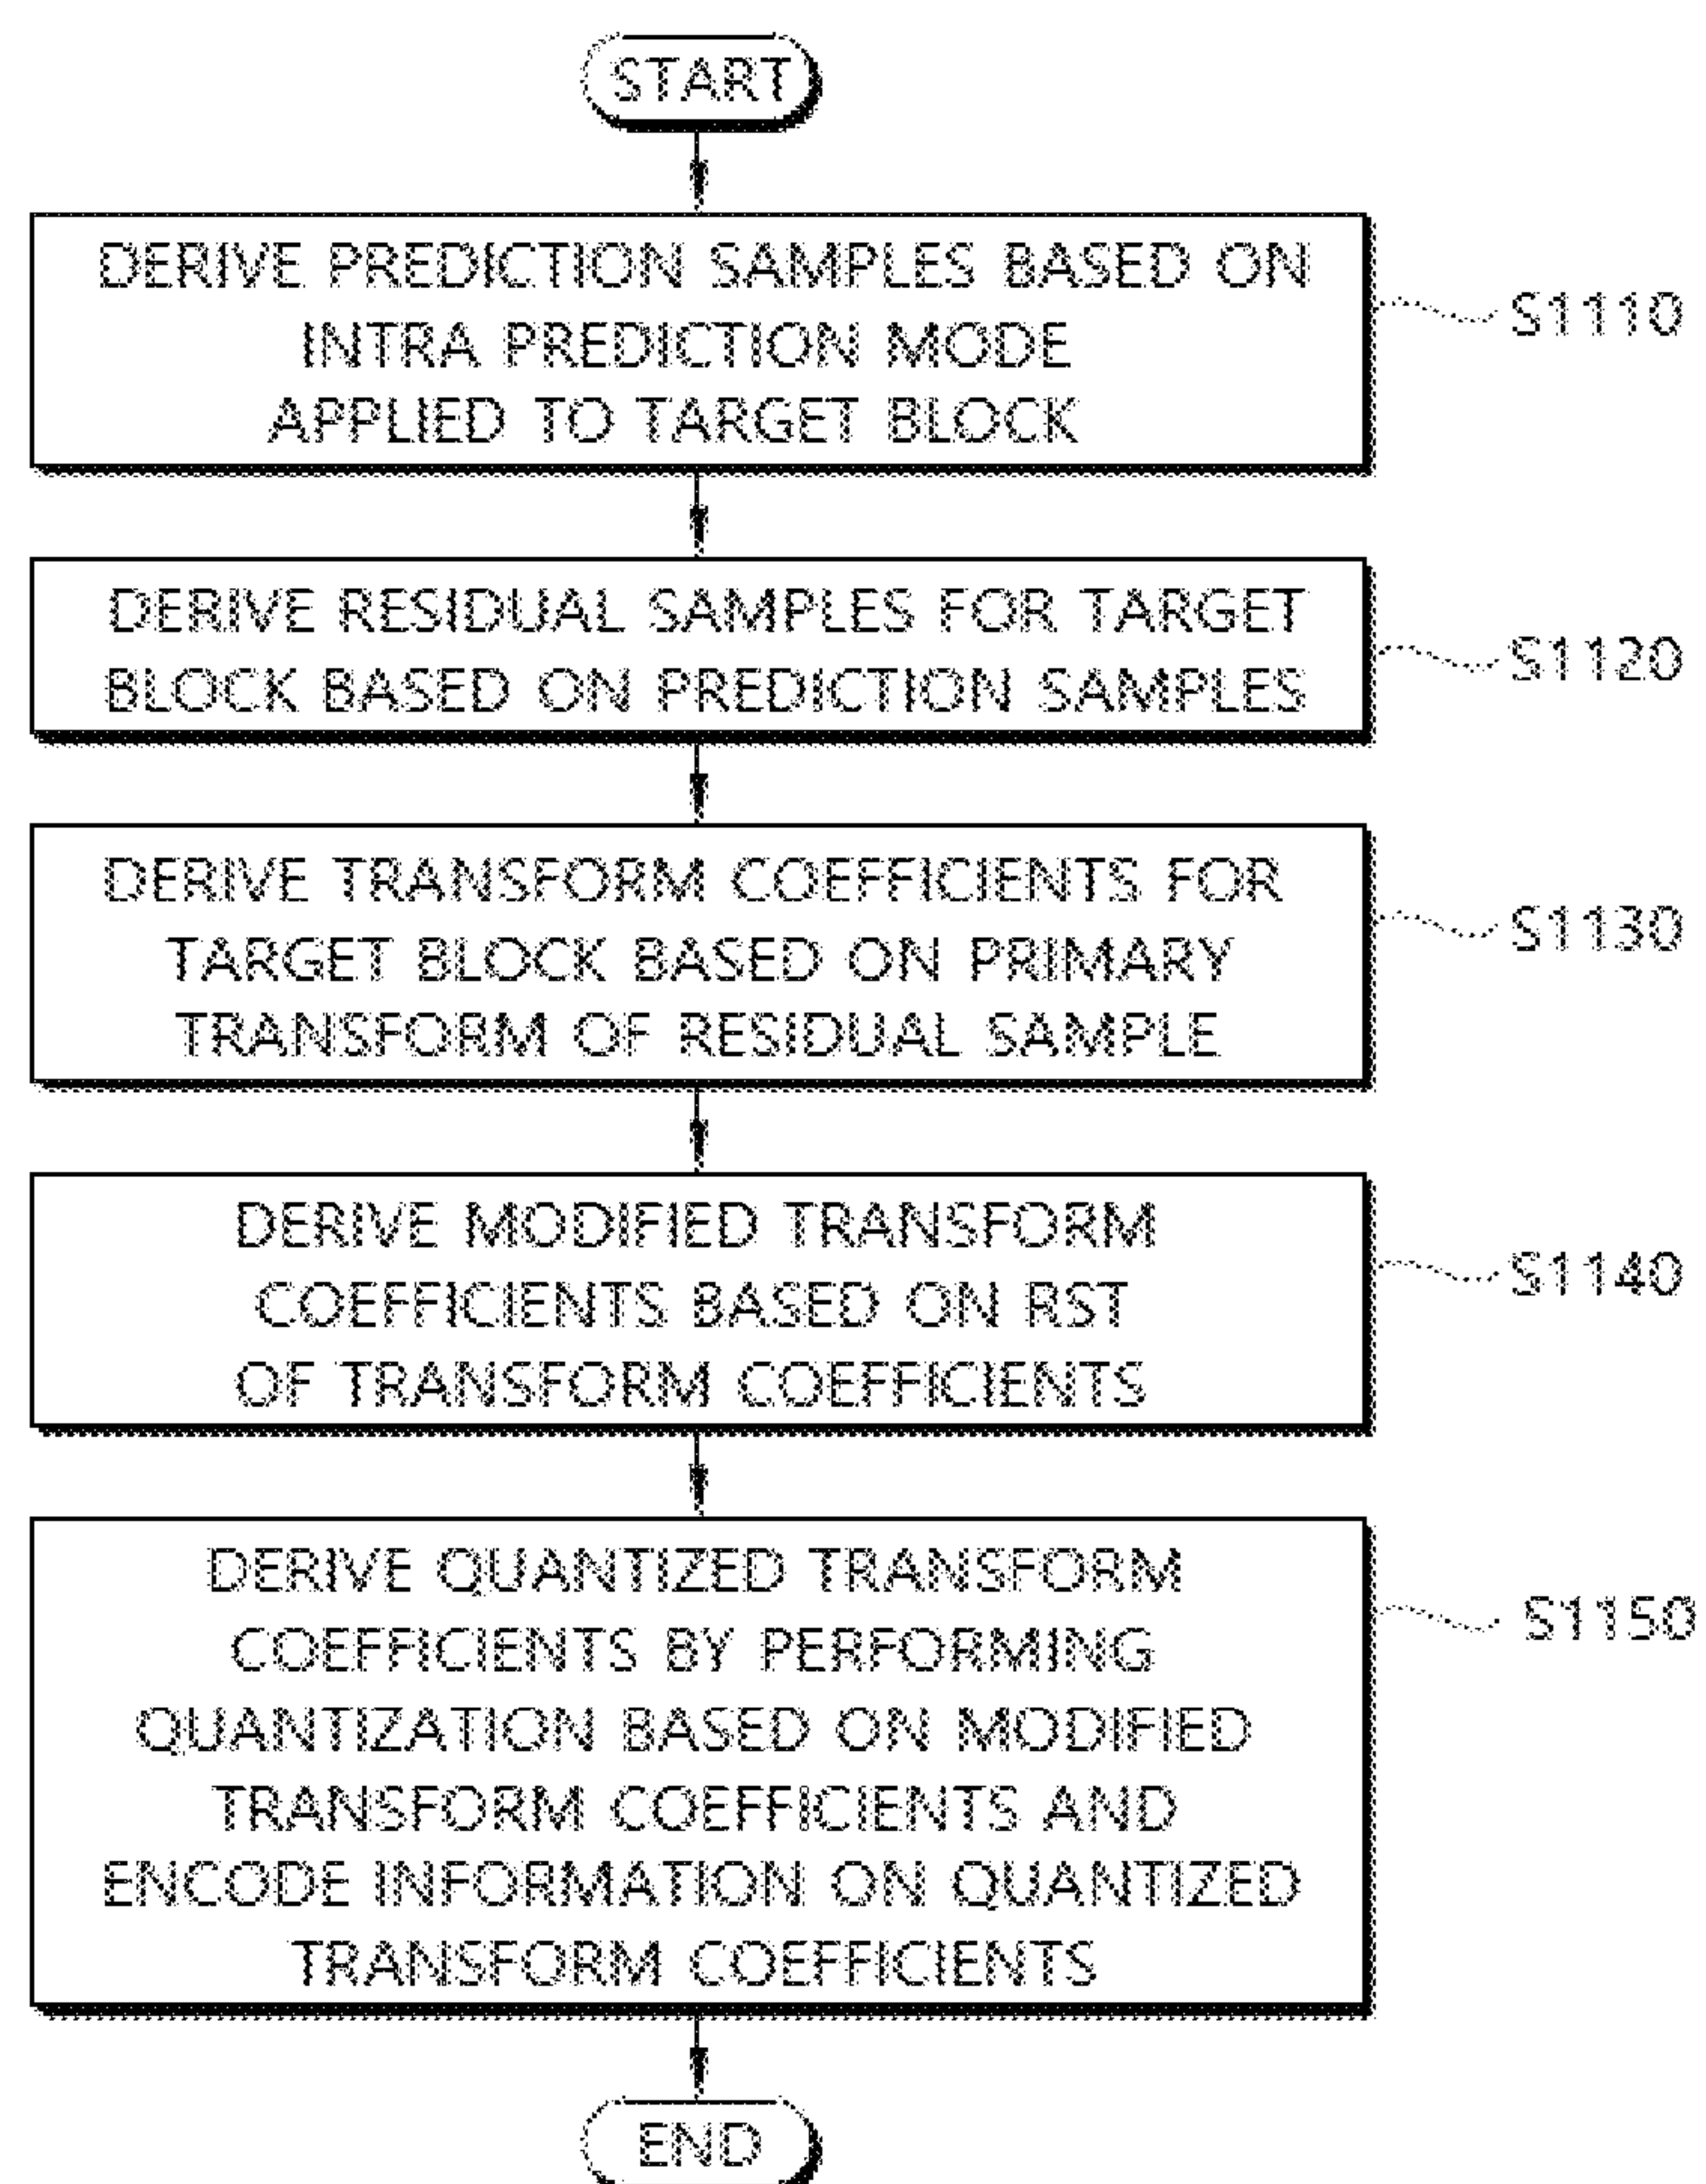 START
DERIVE PREDICTION SAMPLES BASED ON
INTRA PREDICTION MODE
APPLIED TO TARGET BLOCK
S1110
DERIVE RESIDUAL SAMPLES FOR TARGET
BLOCK BASED ON PREDICTION SAMPLES
S1120
DERIVE TRANSFORM COEFFICIENTS FOR
TARGET BLOCK BASED ON PRIMARY
TRANSFORM OF RESIDUAL SAMPLE
S1130
DERIVE MODIFIED TRANSFORM
COEFFICIENTS BASED ON RST
OF TRANSFORM COEFFICIENTS
S1140
DERIVE QUANTIZED TRANSFORM
COEFFICIENTS BY PERFORMING
QUANTIZATION BASED ON MODIFIED
TRANSFORM COEFFICIENTS AND
ENCODE INFORMATION ON QUANTIZED
TRANSFORM COEFFICIENTS
S1150
END